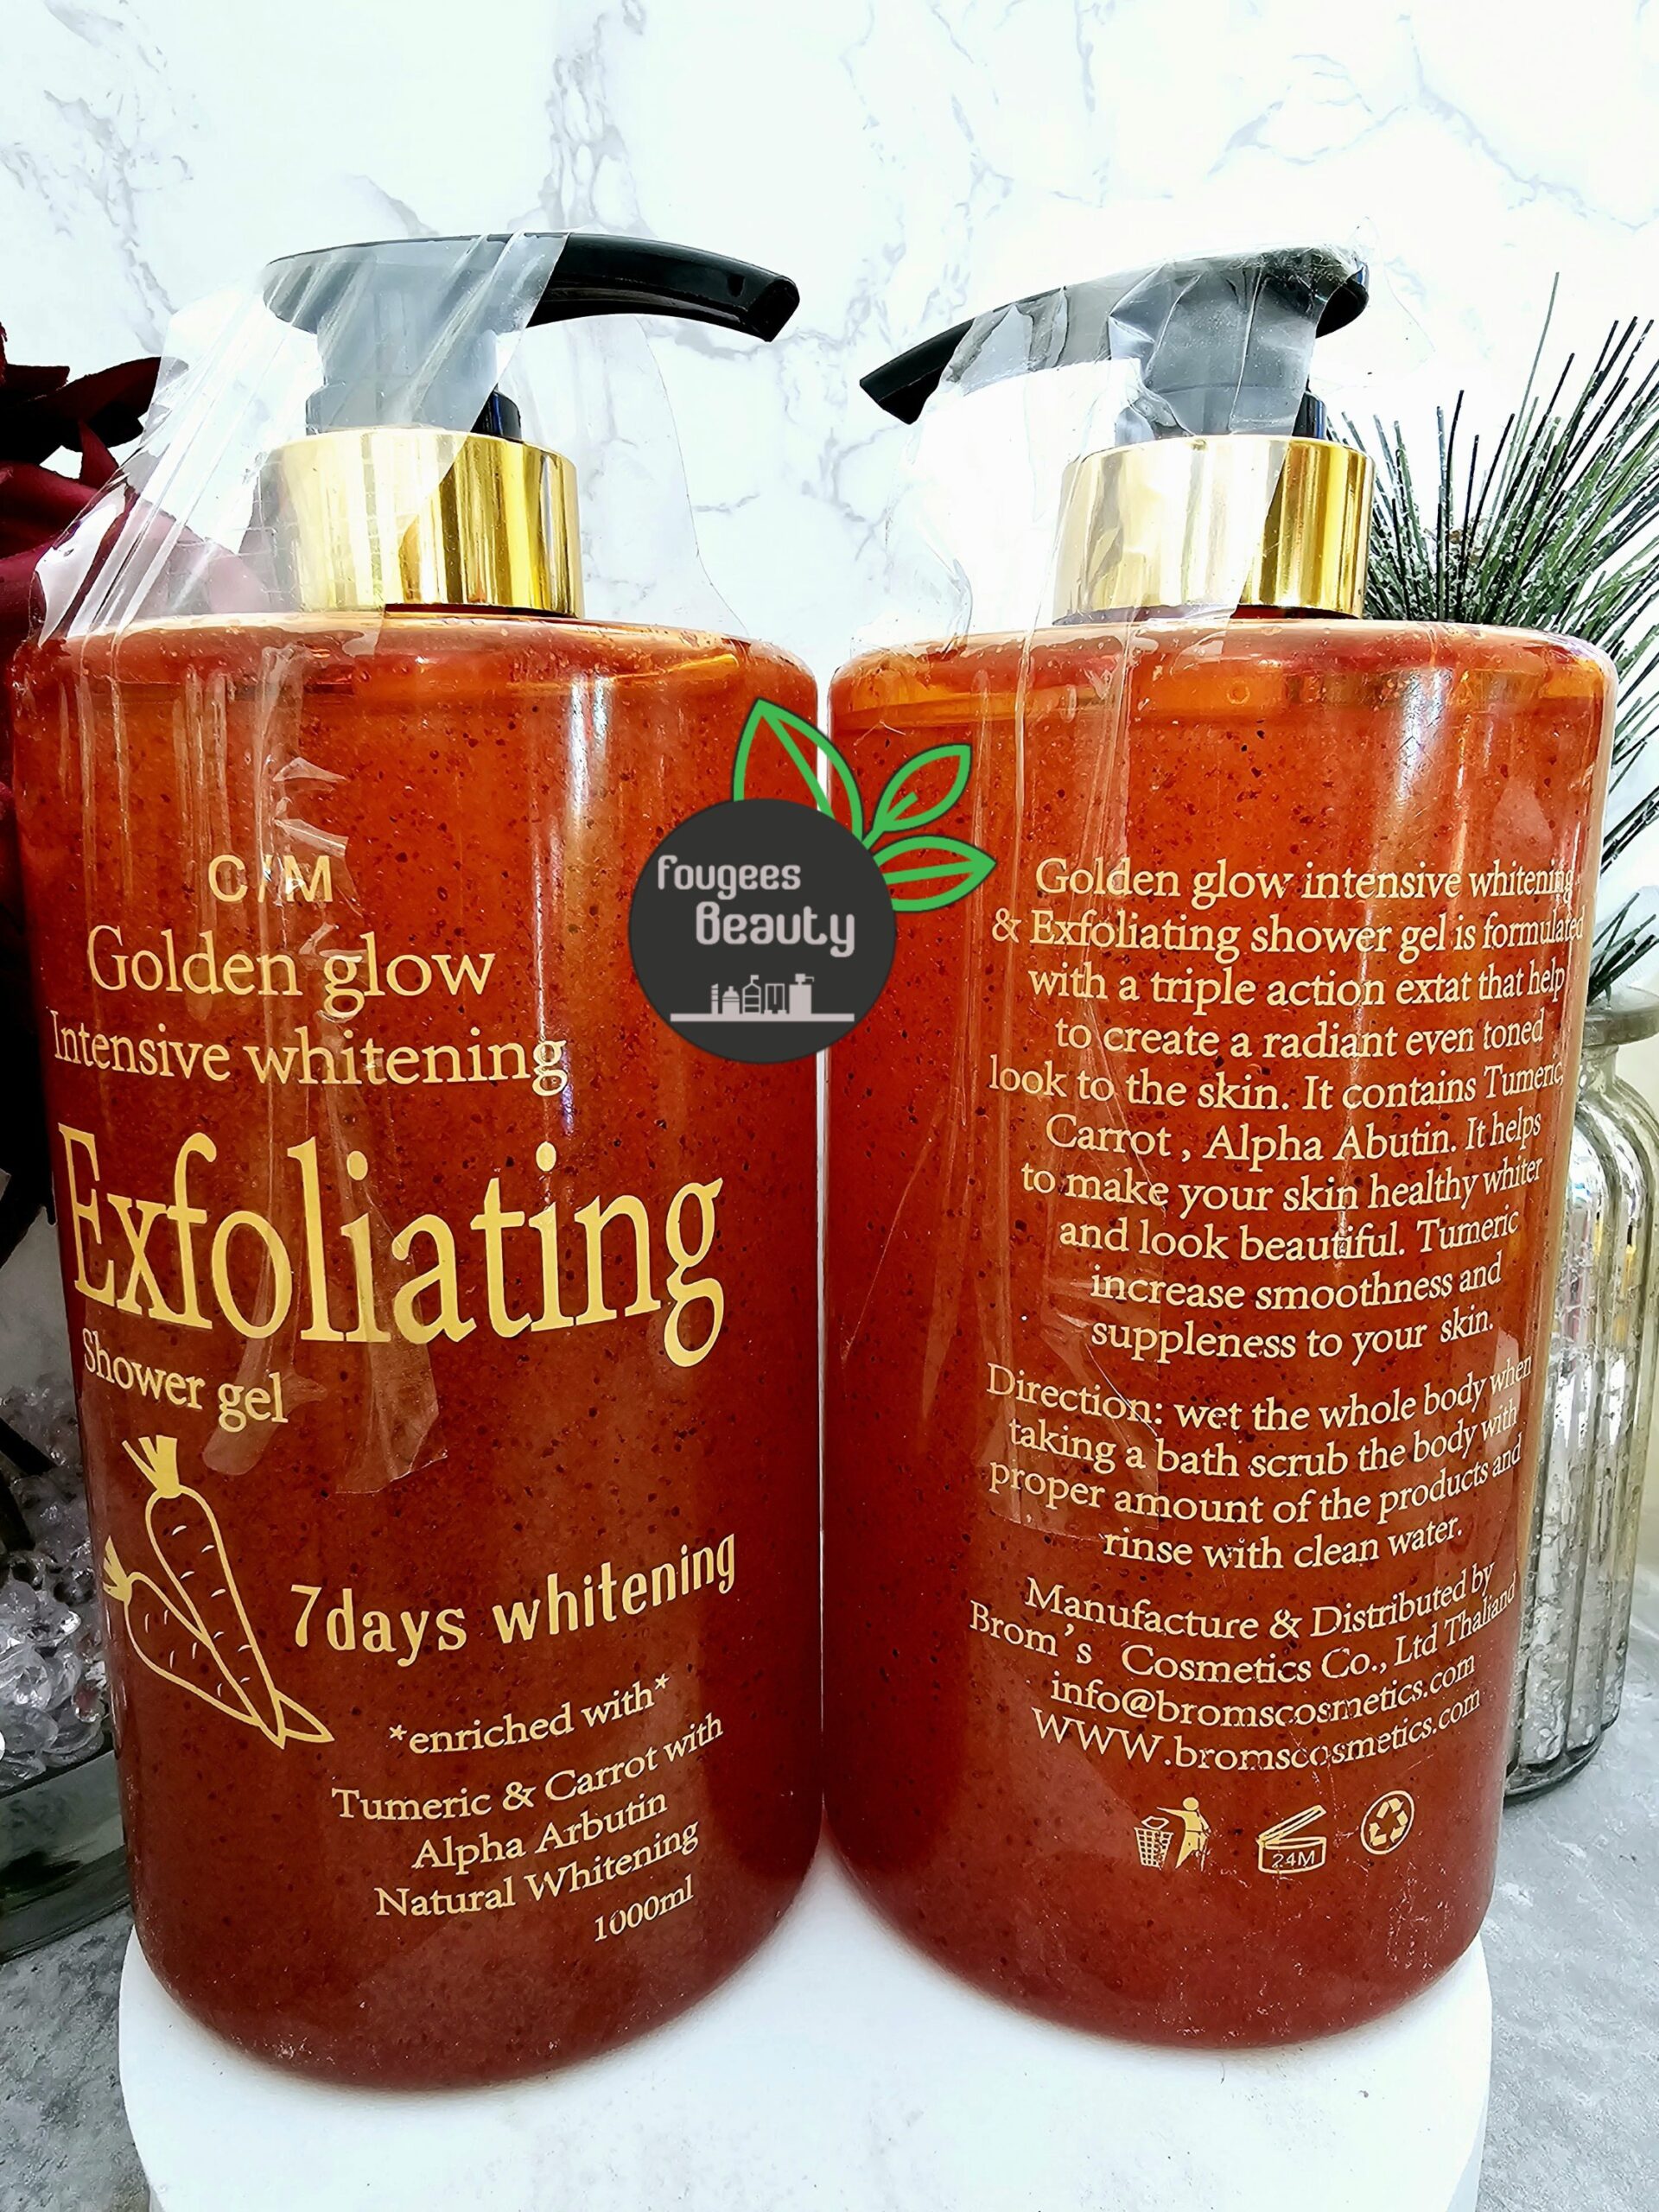 C/M
Golden glow
Intensive whitening
Exfoliating
Shower gel
7days whitening
*enriched with*
Tumeric & Carrot with
Alpha Arbutin
Natural Whitening
1000ml
fougees
Beauty
Golden glow intensive whitening
& Exfoliating shower gel is formulated
with a triple action extat that help
to create a radiant even toned
look to the skin. It contains Tumeric,
Carrot , Alpha Abutin. It helps
to make your skin healthy whiter
and look beautiful. Tumeric
increase smoothness and
suppleness to your skin.
Direction: wet the whole body when
taking a bath scrub the body with
proper amount of the products and
rinse with clean water.
Manufacture & Distributed by
Brom's Cosmetics Co., Ltd Thaliand
info@bromscosmetics.com
WWW.bromscosmetics.com
24M